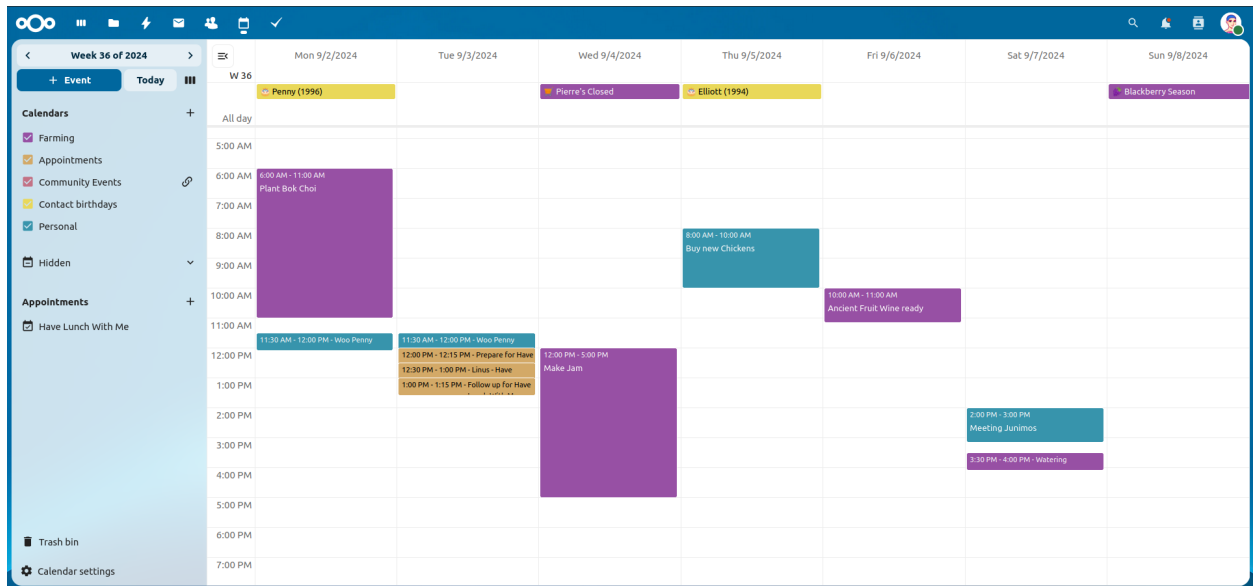 Week 36 of 2024
+ Event
Today
Calendars
Farming
Appointments
Community Events
Contact birthdays
Personal
Hidden
Appointments
Have Lunch With Me
Trash bin
Calendar settings
Mon 9/2/2024
Tue 9/3/2024
Wed 9/4/2024
Thu 9/5/2024
Fri 9/6/2024
Sat 9/7/2024
Sun 9/8/2024
W 36
All day
Penny (1996)
Pierre's Closed
Elliott (1994)
Blackberry Season
5:00 AM
6:00 AM
7:00 AM
8:00 AM
9:00 AM
10:00 AM
11:00 AM
12:00 PM
1:00 PM
2:00 PM
3:00 PM
4:00 PM
5:00 PM
6:00 PM
7:00 PM
6:00 AM - 11:00 AM
Plant Bok Choi
11:30 AM - 12:00 PM - Woo Penny
11:30 AM - 12:00 PM - Woo Penny
12:00 PM - 12:15 PM - Prepare for Have
12:30 PM - 1:00 PM - Linus - Have
1:00 PM - 1:15 PM - Follow up for Have
12:00 PM - 5:00 PM
Make Jam
8:00 AM - 10:00 AM
Buy new Chickens
10:00 AM - 11:00 AM
Ancient Fruit Wine ready
2:00 PM - 3:00 PM
Meeting Junimos
3:30 PM - 4:00 PM - Watering